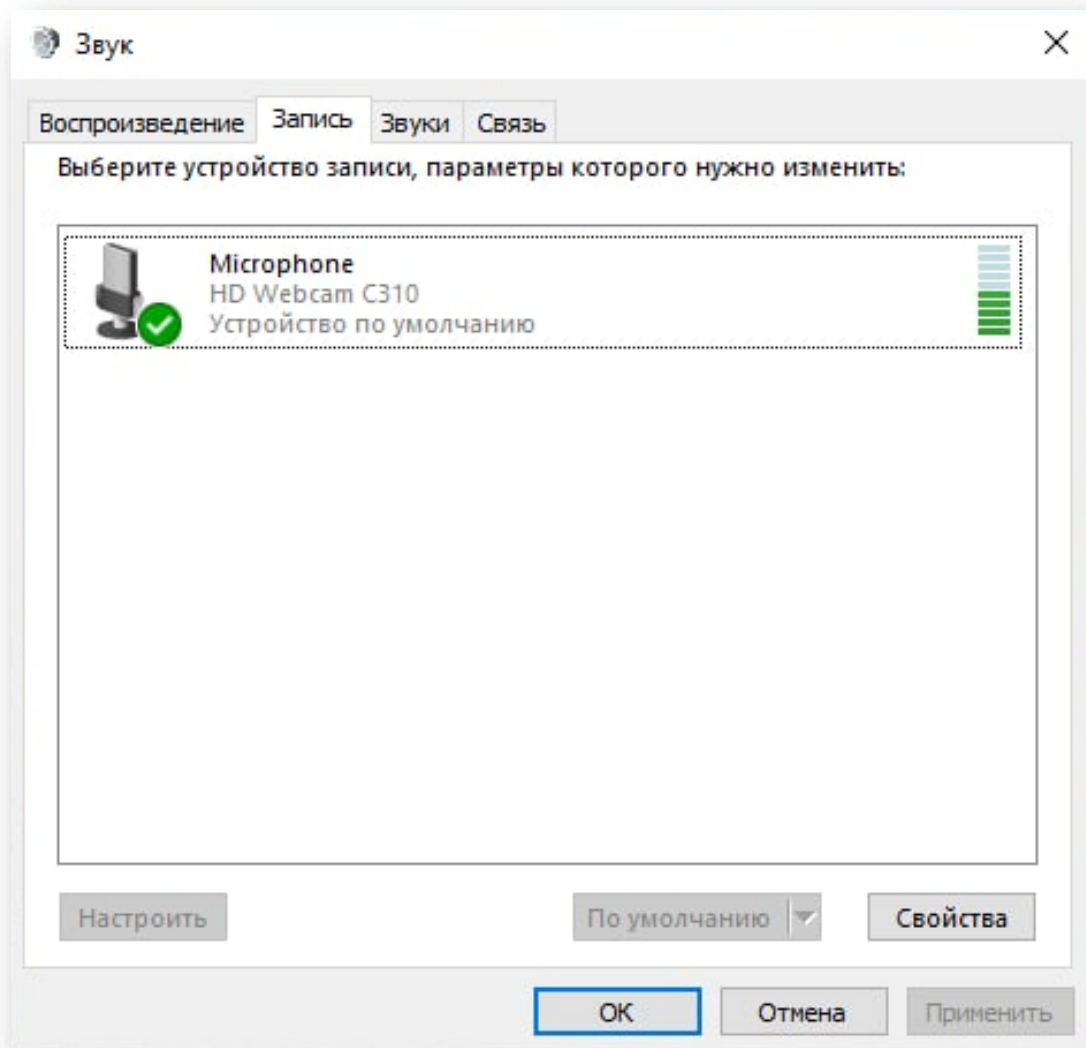 Звук
Воспроизведение Запись Звуки Связь
Выберите устройство записи, параметры которого нужно изменить:
Microphone
HD Webcam C310
Устройство по умолчанию
Настроить По умолчанию Свойства
ОК Отмена Применить